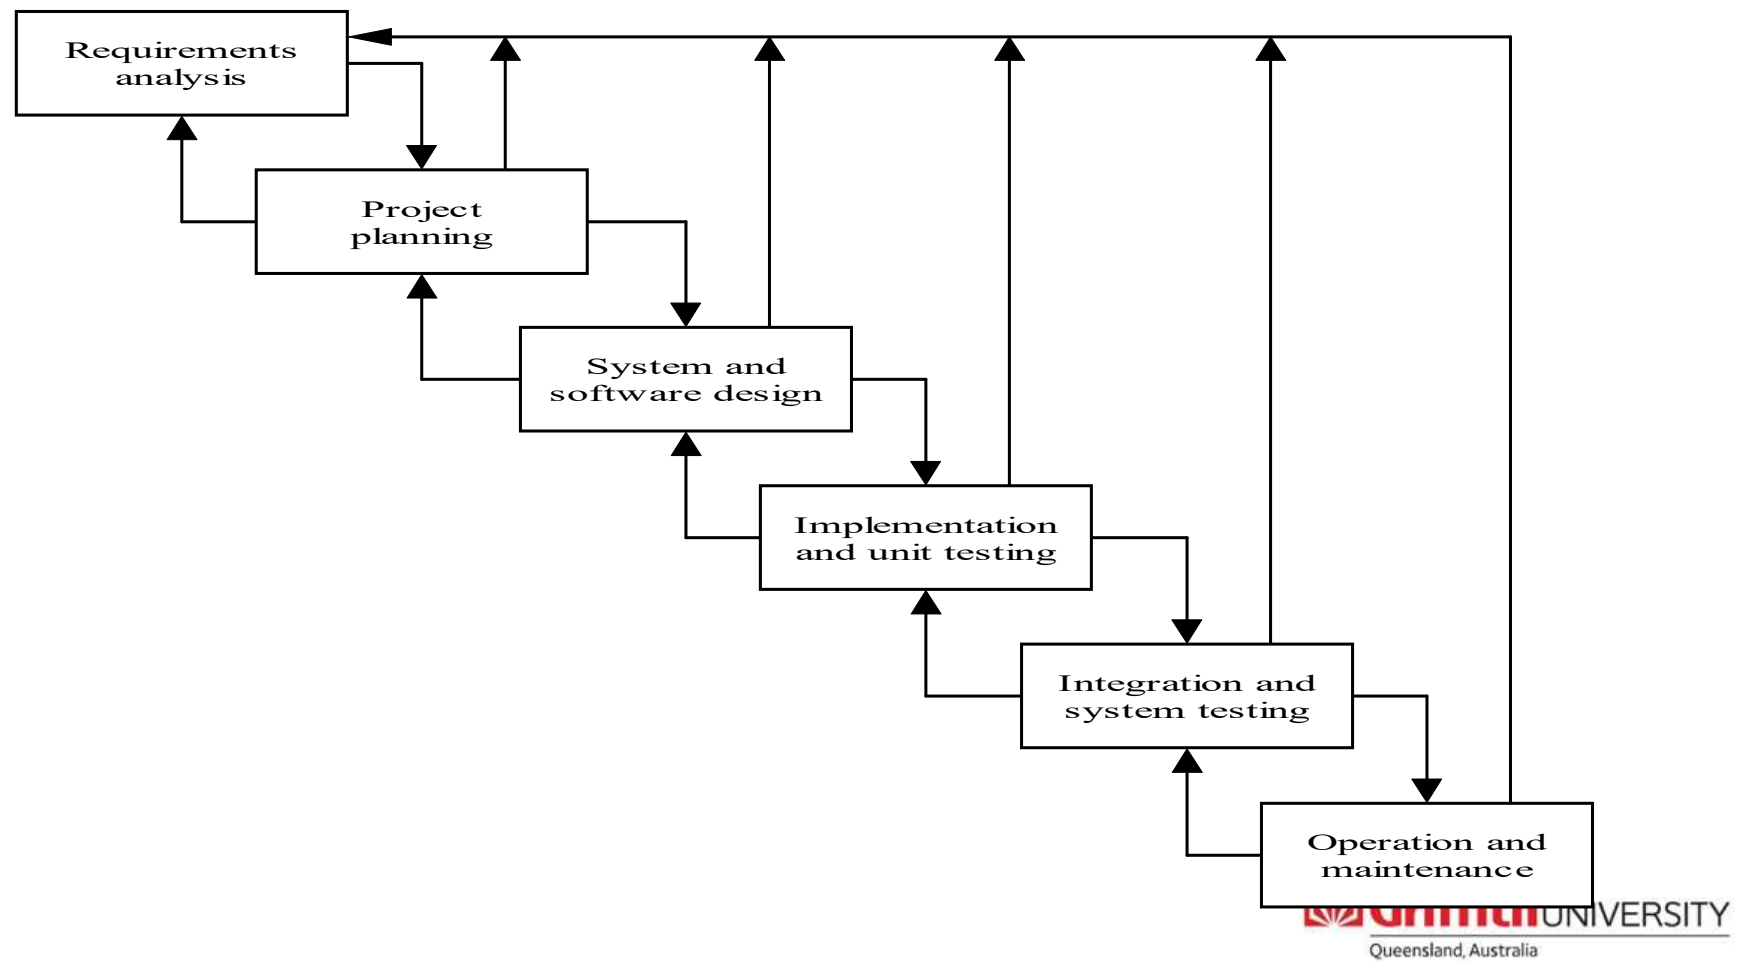 Requirements
analysis
Project
planning
System and
software design
Implementation
and unit testing
Integration and
system testing
Operation and
maintenance
UNIVERSITY
Queensland, Australia